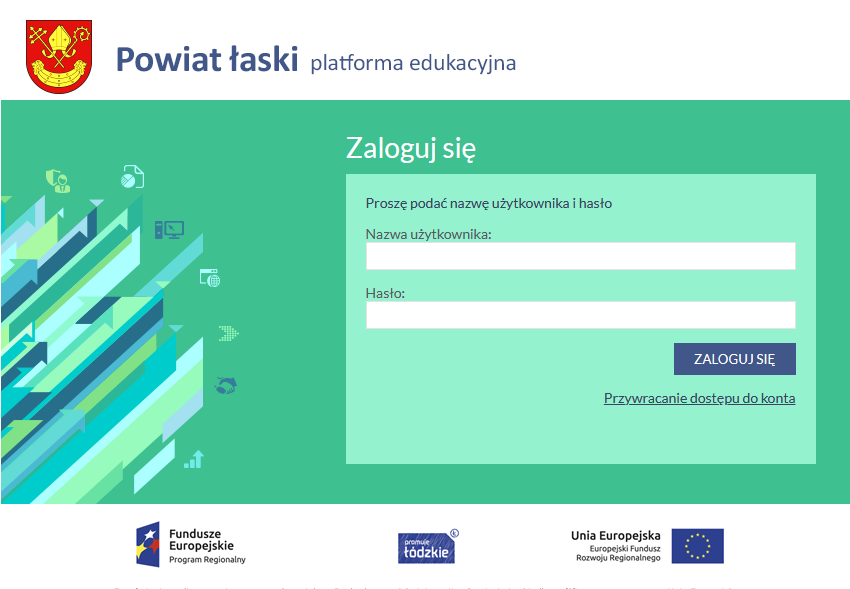 Powiat łaski platforma edukacyjna
Zaloguj się
Proszę podać nazwę użytkownika i hasło
Nazwa użytkownika:
Hasło:
ZALOGUJ SIĘ
Przywracanie dostępu do konta
Fundusze
Europejskie
Program Regionalny
promuje
łódzkie
Unia Europejska
Europejski Fundusz
Rozwoju Regionalnego